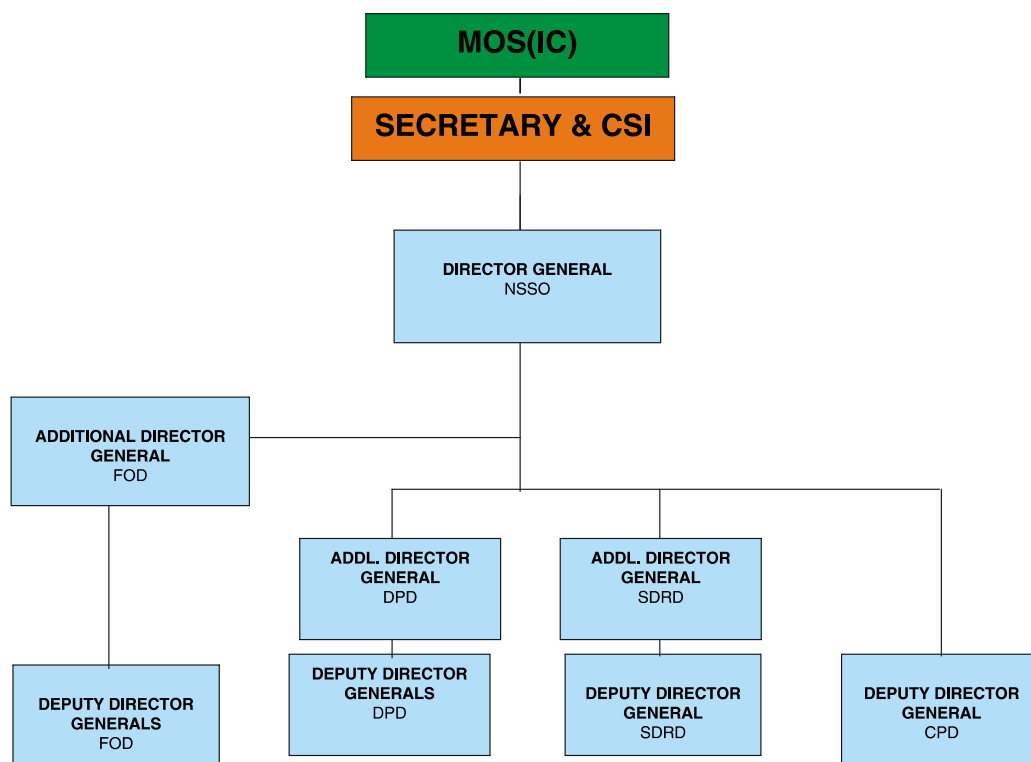 MOS(IC)
SECRETARY & CSI
DIRECTOR GENERAL
NSSO
ADDITIONAL DIRECTOR
GENERAL
FOD
ADDL. DIRECTOR
GENERAL
DPD
ADDL. DIRECTOR
GENERAL
SDRD
DEPUTY DIRECTOR
GENERALS
FOD
DEPUTY DIRECTOR
GENERALS
DPD
DEPUTY DIRECTOR
GENERAL
SDRD
DEPUTY DIRECTOR
GENERAL
CPD